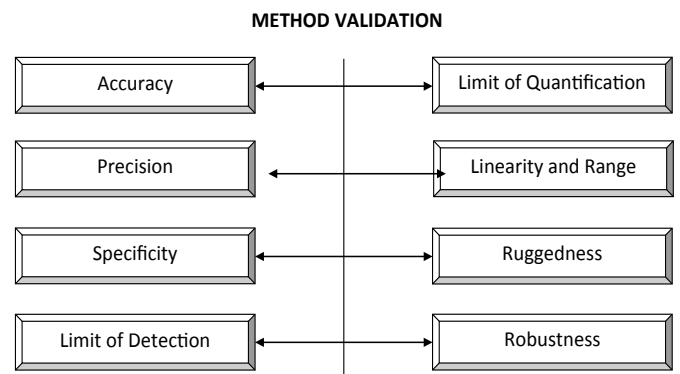 METHOD VALIDATION
Accuracy
Limit of Quantification
Precision
Linearity and Range
Specificity
Ruggedness
Limit of Detection
Robustness